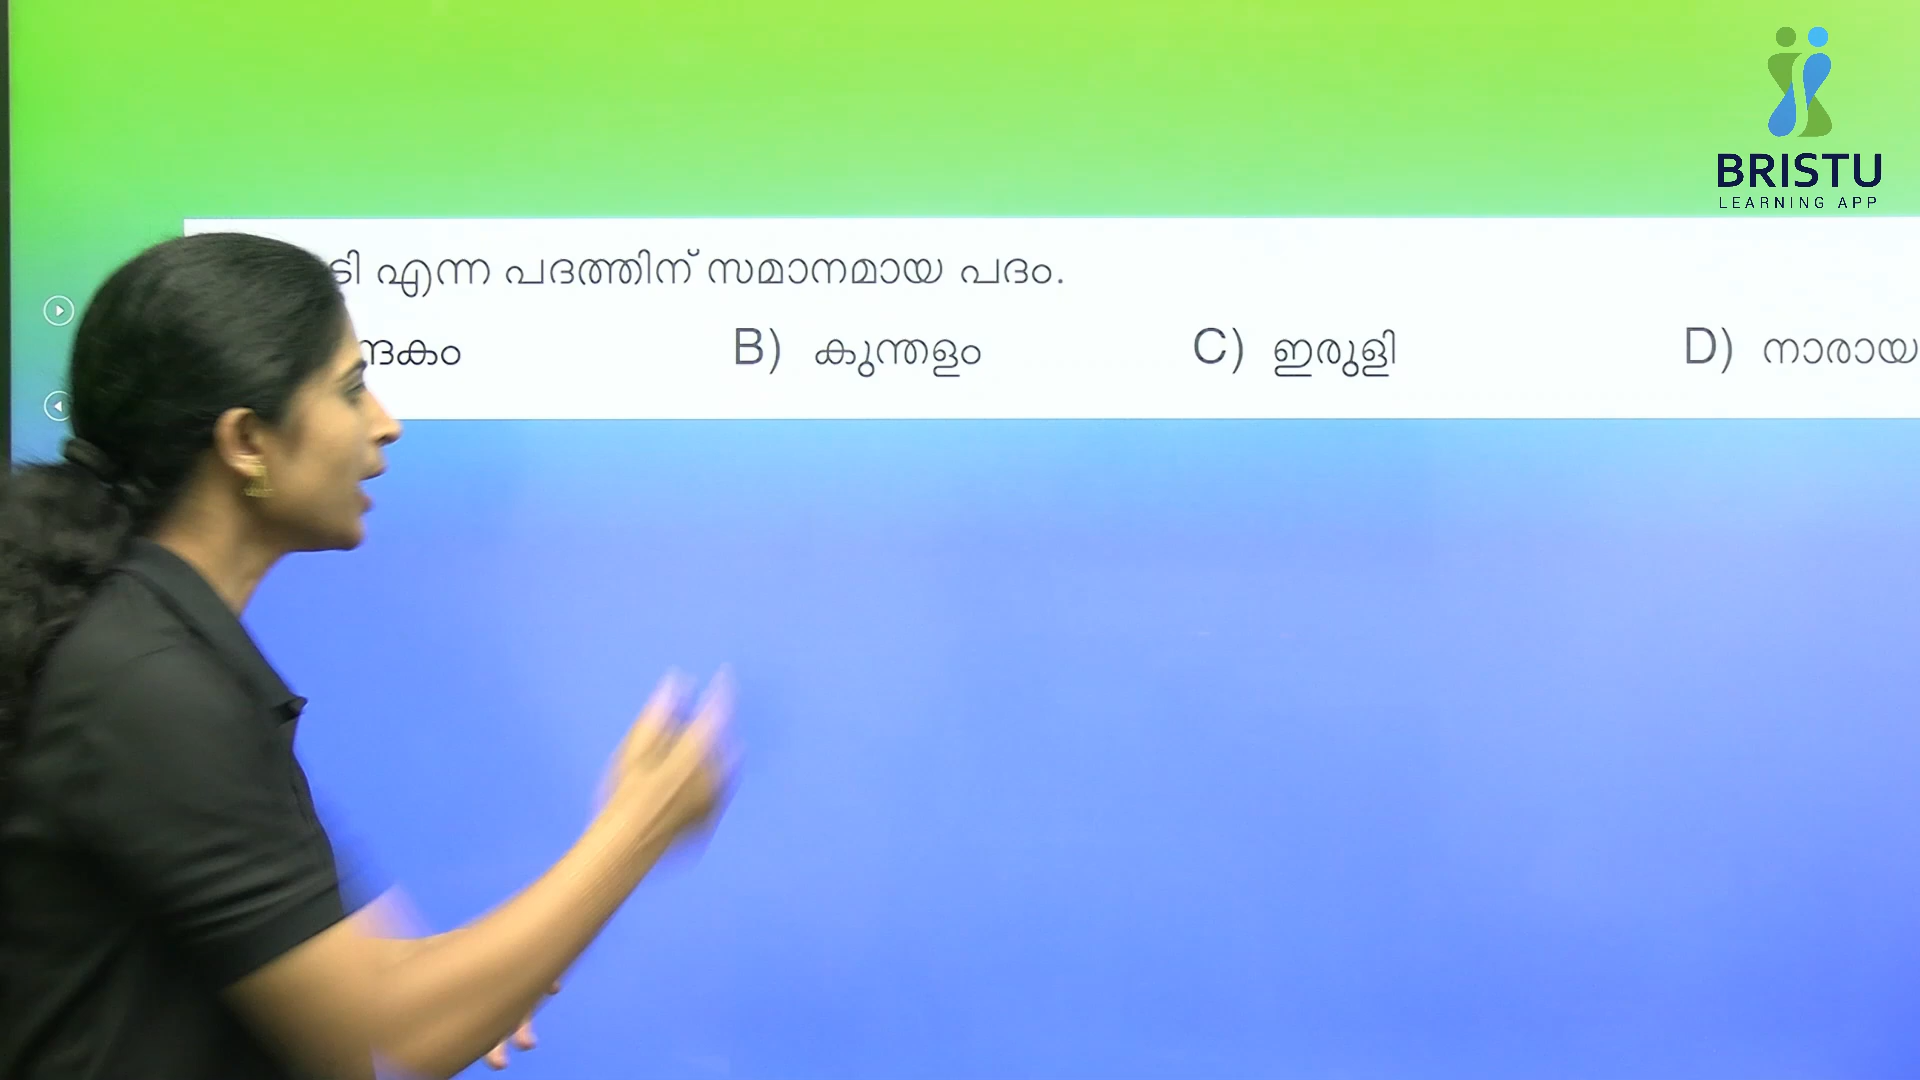 BRISTU
LEARNING APP
ടി എന്ന പദത്തിന് സമാനമായ പദം.
ന്ദകം B) കുന്തളം C) ഇരുളി D) നാരായ